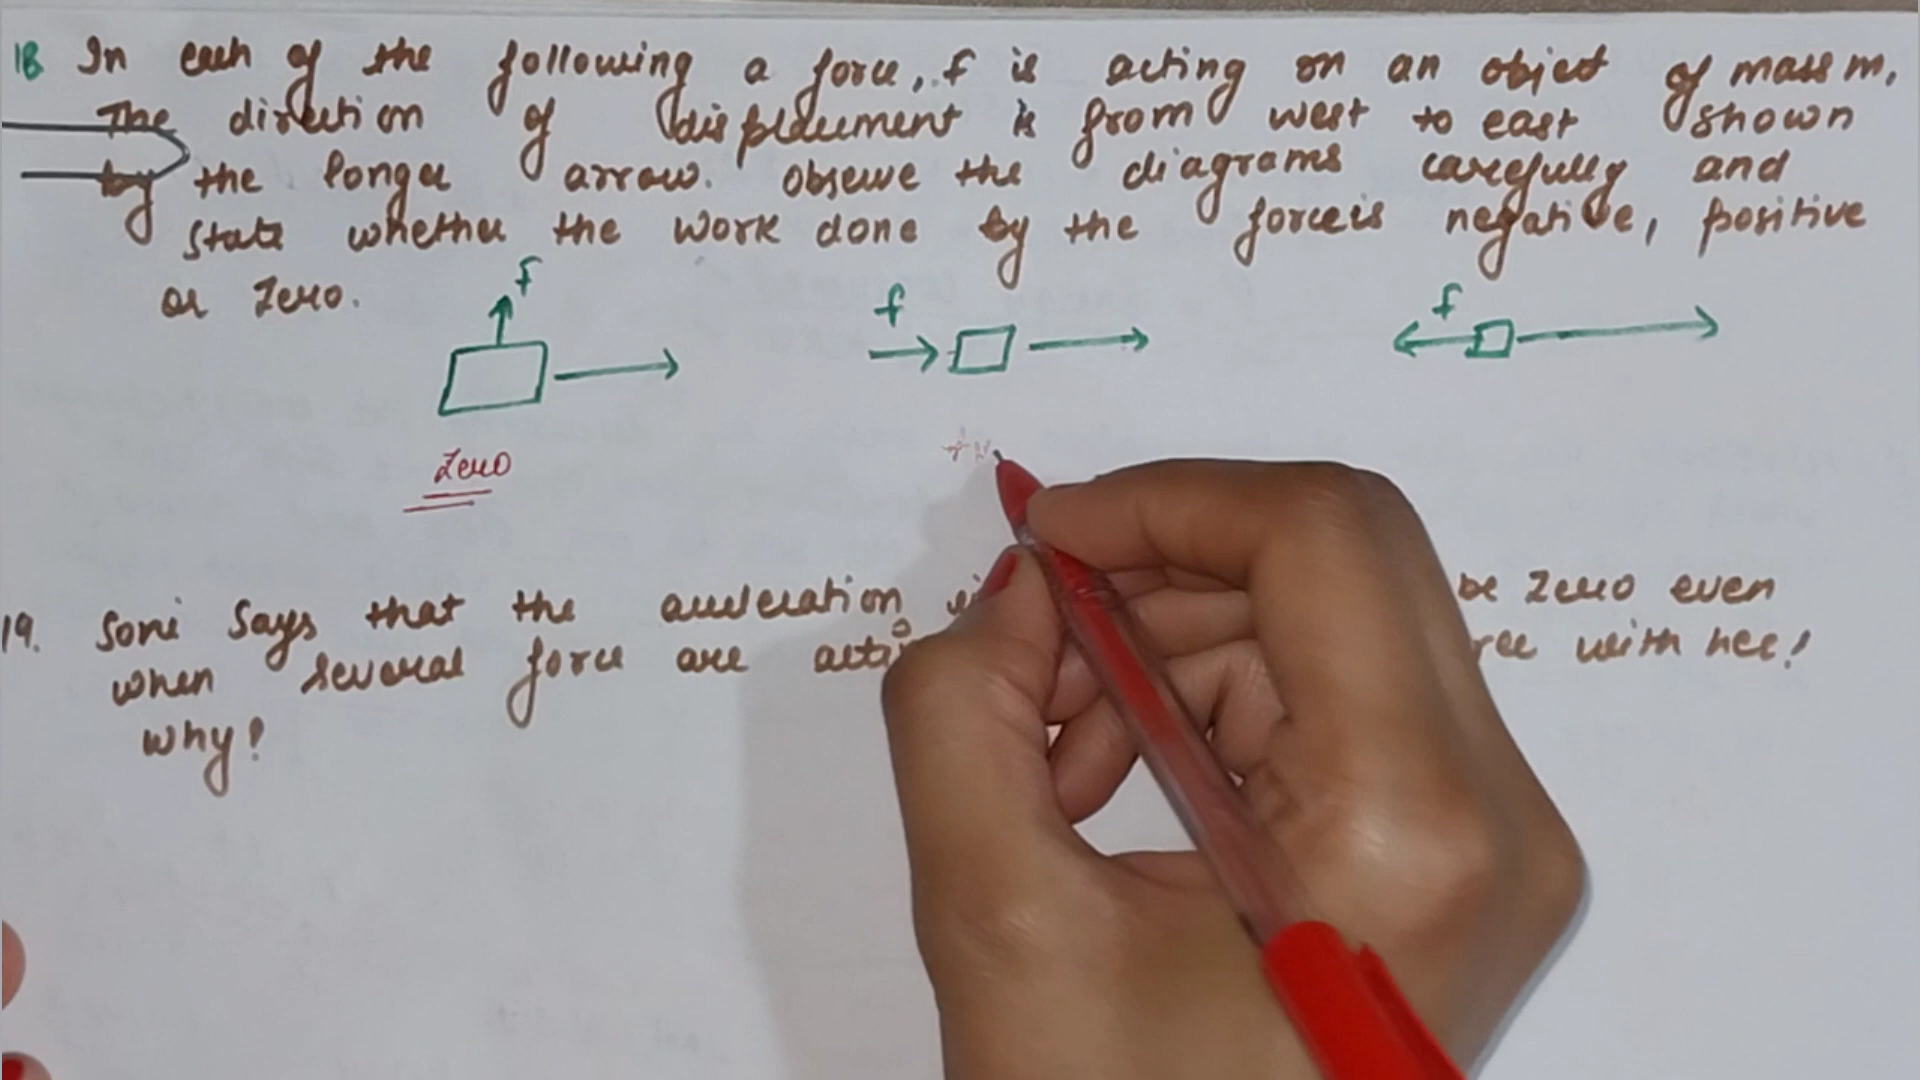 18 In each of the following a force, F is acting on an object of mass m,
The direction of displacement is from west to east shown
by the longer arrow. Observe the diagrams carefully and
state whether the work done by the force is negative, positive
or zero.
F
F
F
Zero
+v
19. Soni says that the acceleration be zero even
when several force are acti ree with her!
why?